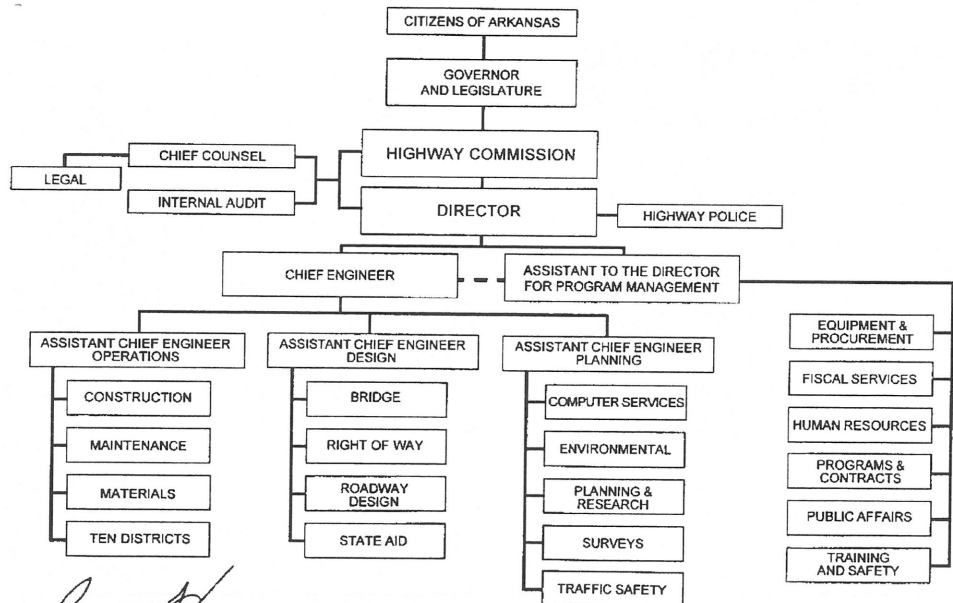 CITIZENS OF ARKANSAS
GOVERNOR
AND LEGISLATURE
HIGHWAY COMMISSION
CHIEF COUNSEL
LEGAL
INTERNAL AUDIT
DIRECTOR
HIGHWAY POLICE
CHIEF ENGINEER
ASSISTANT TO THE DIRECTOR
FOR PROGRAM MANAGEMENT
ASSISTANT CHIEF ENGINEER
OPERATIONS
CONSTRUCTION
MAINTENANCE
MATERIALS
TEN DISTRICTS
ASSISTANT CHIEF ENGINEER
DESIGN
BRIDGE
RIGHT OF WAY
ROADWAY
DESIGN
STATE AID
ASSISTANT CHIEF ENGINEER
PLANNING
COMPUTER SERVICES
ENVIRONMENTAL
PLANNING &
RESEARCH
SURVEYS
TRAFFIC SAFETY
EQUIPMENT &
PROCUREMENT
FISCAL SERVICES
HUMAN RESOURCES
PROGRAMS &
CONTRACTS
PUBLIC AFFAIRS
TRAINING
AND SAFETY